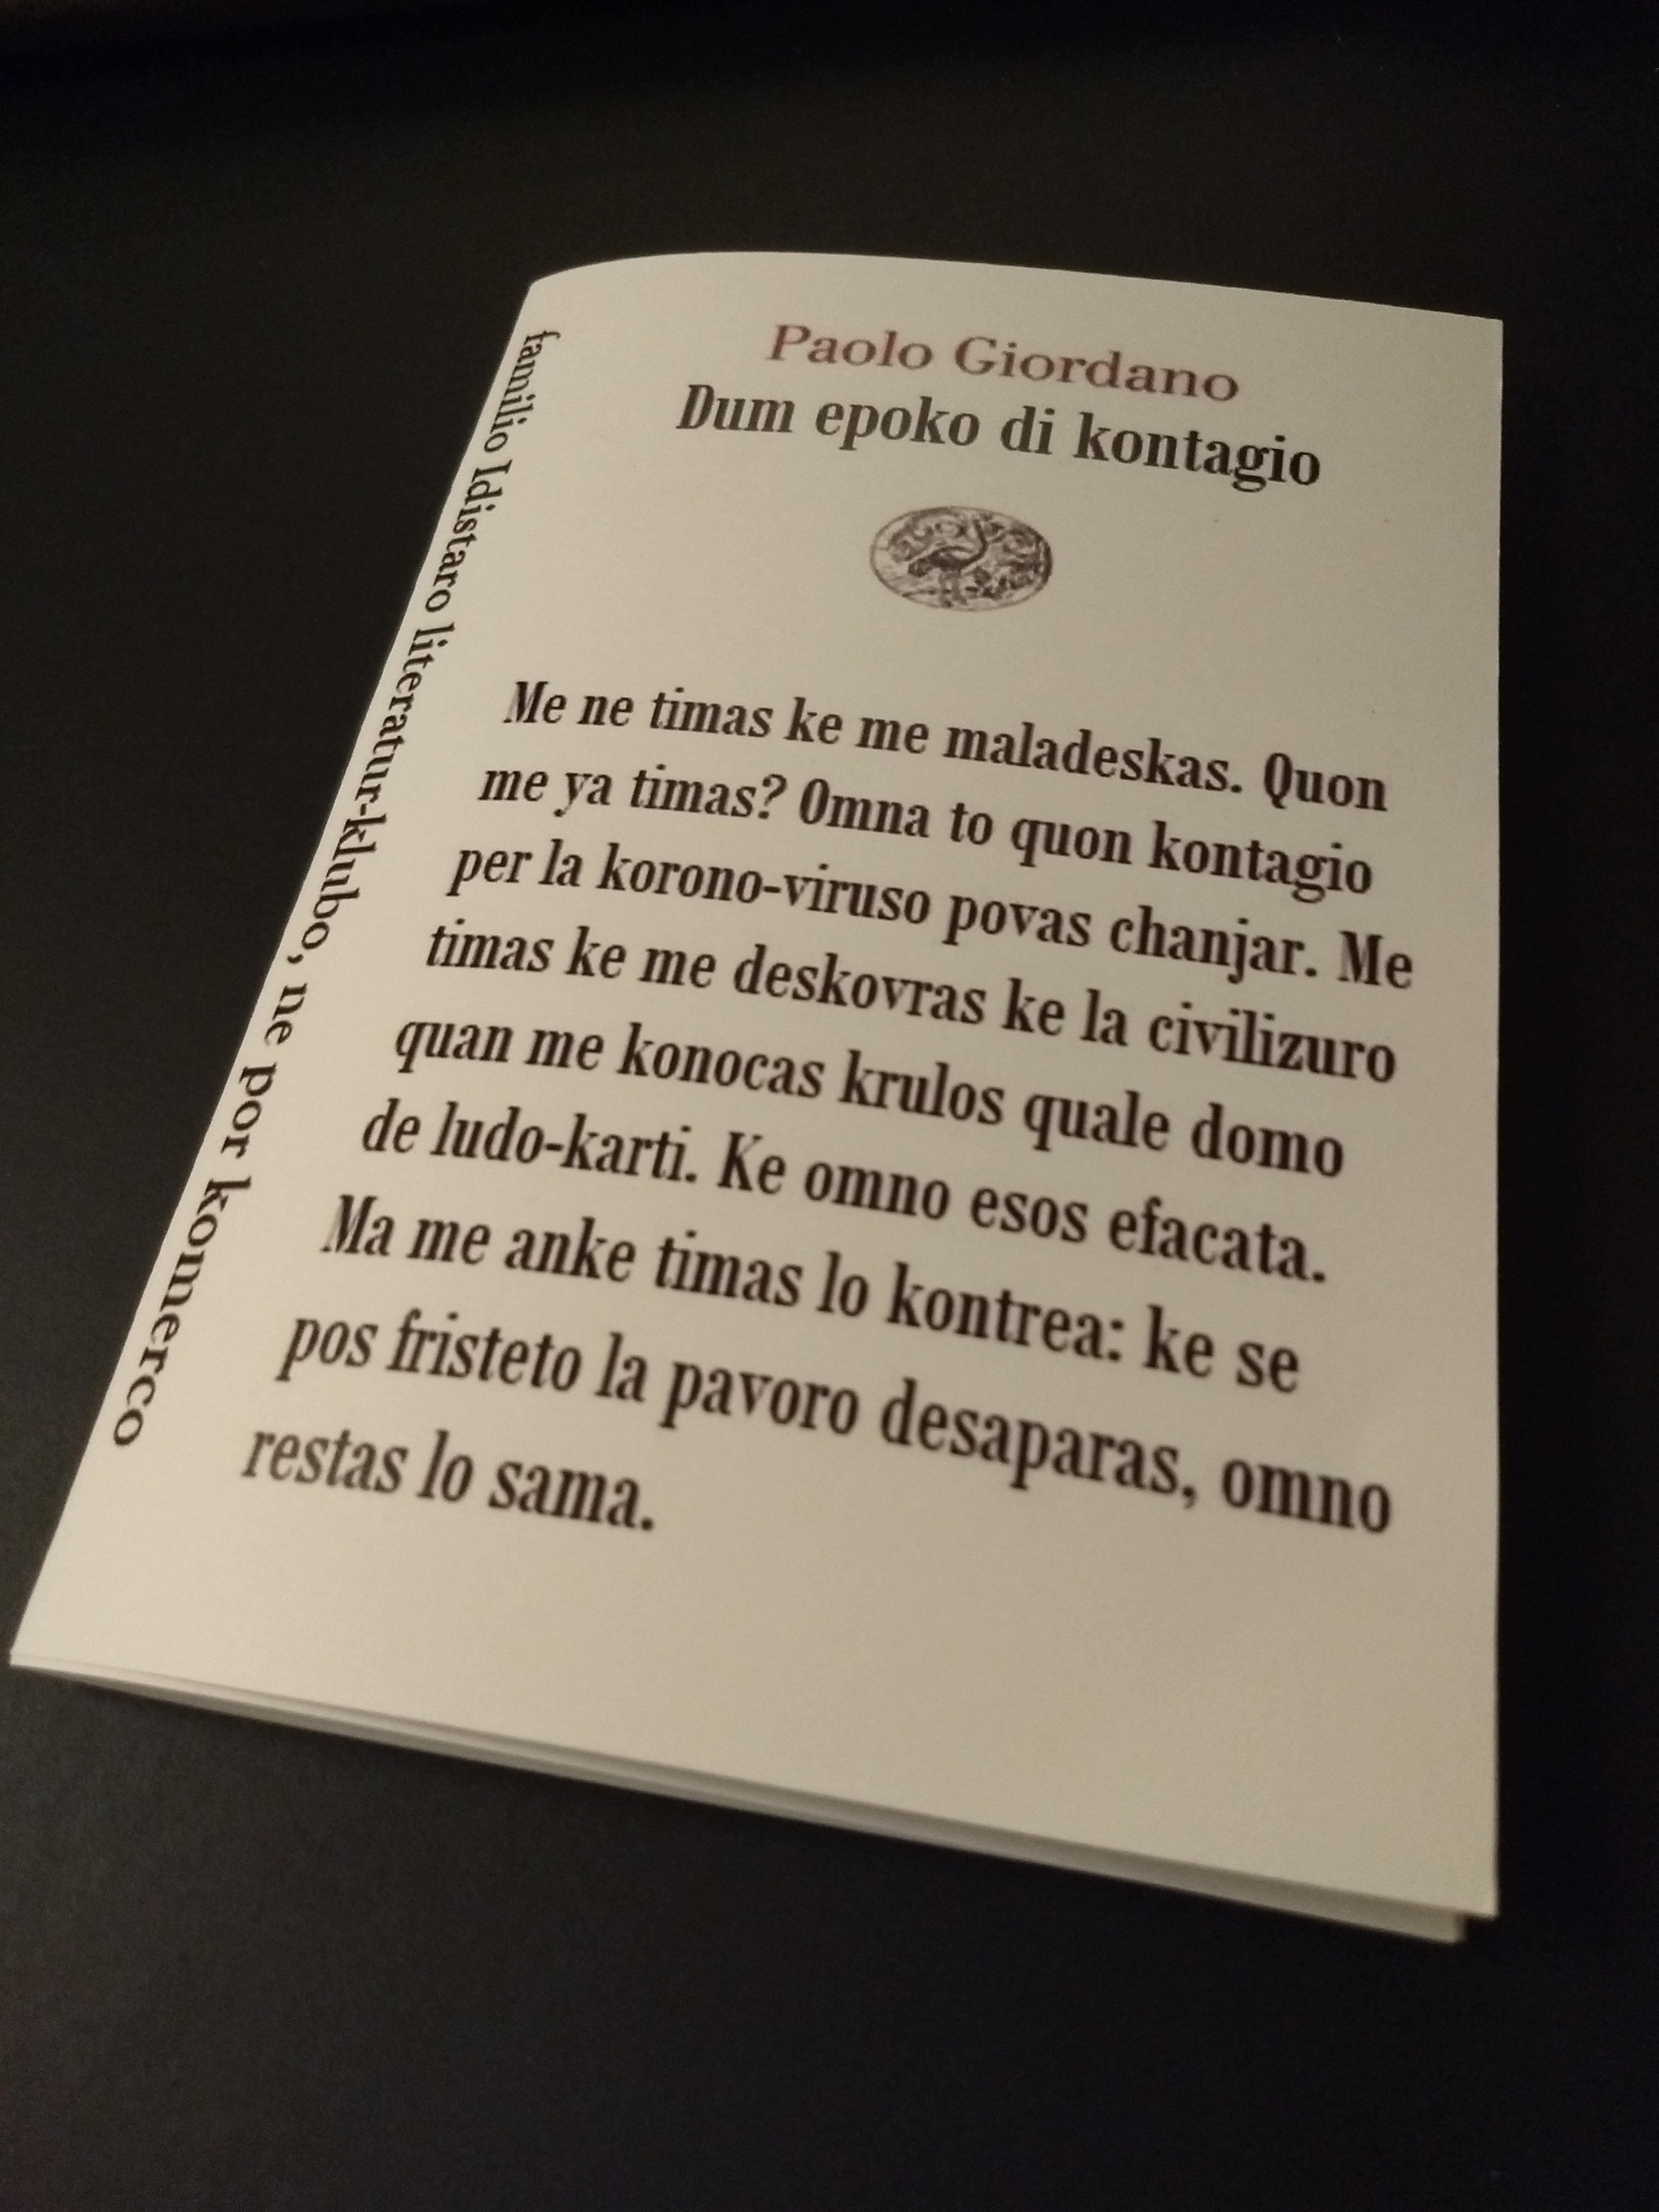 Paolo Giordano
Dum epoko di kontagio
Me ne timas ke me maladeskas. Quon
me ya timas? Omna to quon kontagio
per la korono-viruso povas chanjar. Me
timas ke me deskovras ke la civilizuro
quan me konocas krulos quale domo
de ludo-karti. Ke omno esos efacata.
Ma me anke timas lo kontrea: ke se
pos fristeto la pavoro desaparas, omno
restas lo sama.
familio Idistaro literatur-klubo, ne por komerco